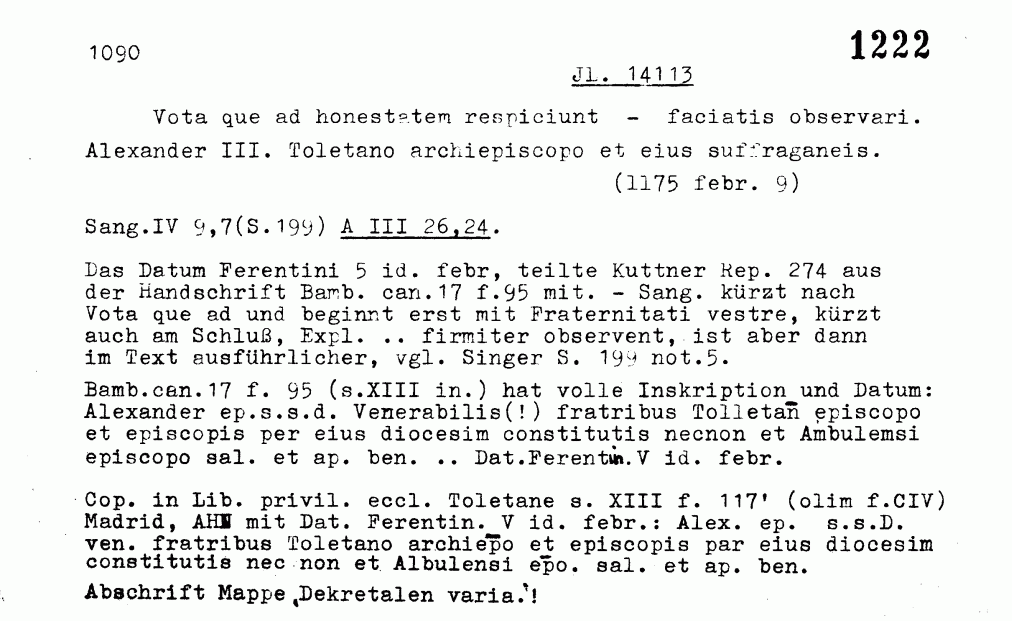 1090
1222
JL. 14113
Vota que ad honestatem respiciunt - faciatis observari.
Alexander III. Toletano archiepiscopo et eius suffraganeis.
(1175 febr. 9)
Sang.IV 9,7(S.199) A III 26,24.
Das Datum Ferentini 5 id. febr, teilte Kuttner Rep. 274 aus
der Handschrift Bamb. can.17 f.95 mit. - Sang. kürzt nach
Vota que ad und beginnt erst mit Fraternitati vestre, kürzt
auch am Schluß, Expl. .. firmiter observent, ist aber dann
im Text ausführlicher, vgl. Singer S. 199 not.5.
Bamb.can.17 f. 95 (s.XIII in.) hat volle Inskription und Datum:
Alexander ep.s.s.d. Venerabilis(!) fratribus Tolletan̄ episcopo
et episcopis per eius diocesim constitutis necnon et Ambulemsi
episcopo sal. et ap. ben. .. Dat.Ferentin.V id. febr.
Cop. in Lib. privil. eccl. Toletane s. XIII f. 117' (olim f.CIV)
Madrid, AHN mit Dat. Ferentin. V id. febr.: Alex. ep. s.s.D.
ven. fratribus Toletano archiep̄o et episcopis par eius diocesim
constitutis nec non et Albulensi ep̄o. sal. et ap. ben.
Abschrift Mappe ‚Dekretalen varia.'!